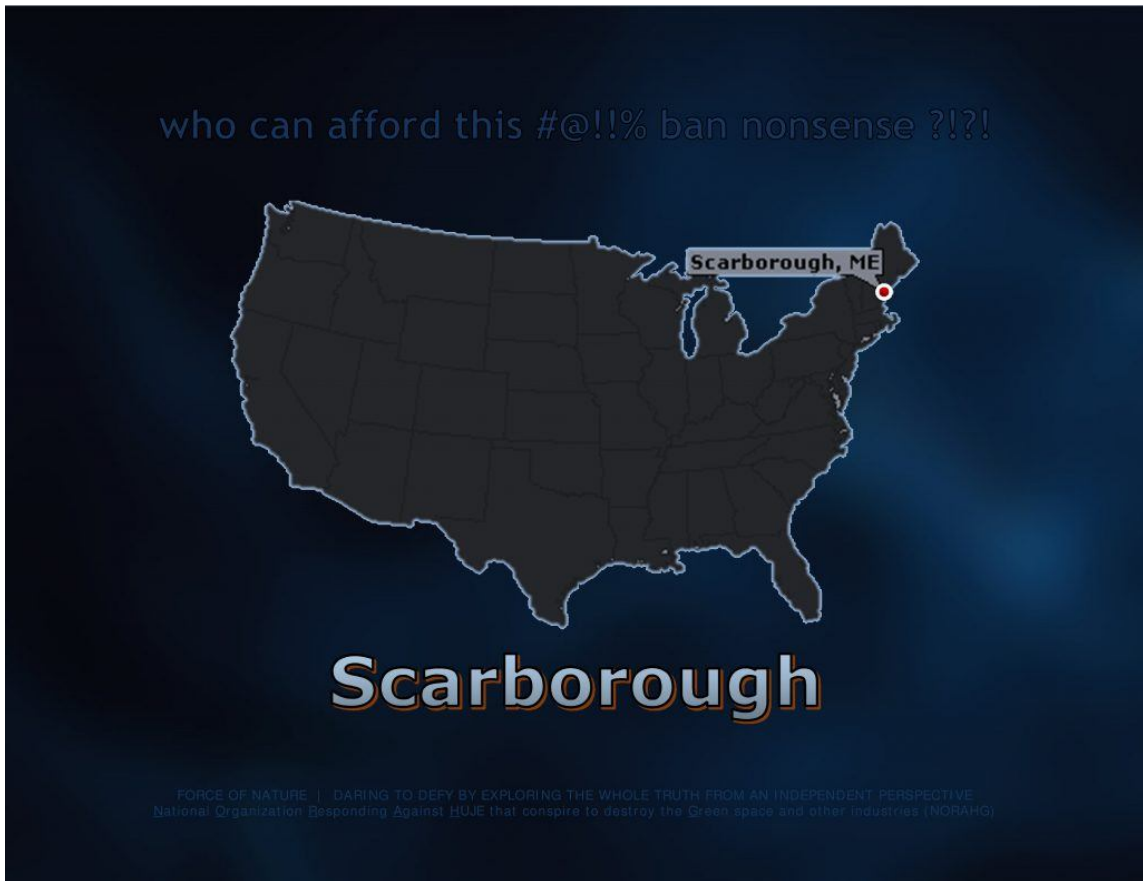 who can afford this #@!!% ban nonsense ?!?!
Scarborough, ME
Scarborough
FORCE OF NATURE | DARING TO DEFY BY EXPLORING THE WHOLE TRUTH FROM AN INDEPENDENT PERSPECTIVE
National Organization Responding Against HUJE that conspire to destroy the Green space and other industries (NORAHG)